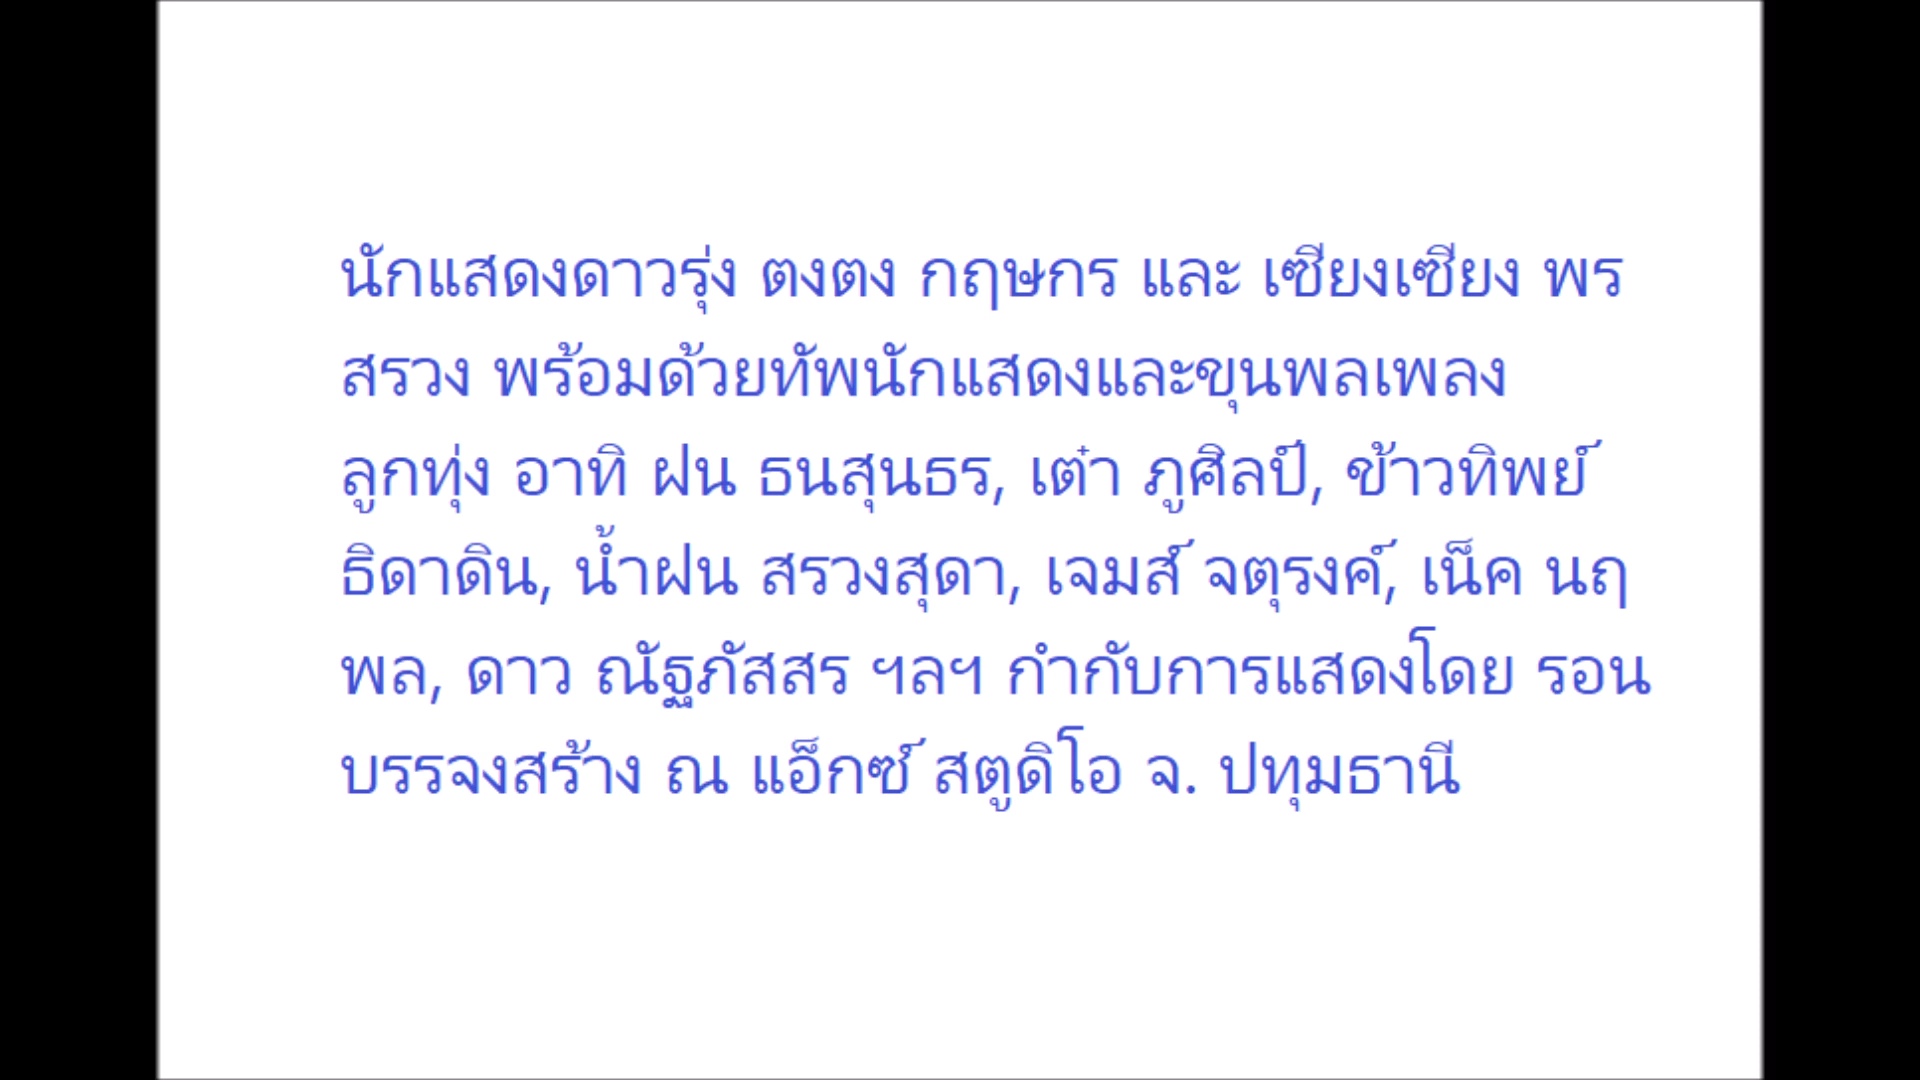 นักแสดงดาวรุ่ง ตงตง กฤษกร และ เซียงเซียง พร
สรวง พร้อมด้วยทัพนักแสดงและขุนพลเพลง
ลูกทุ่ง อาทิ ฝน ธนสุนธร, เต๋า ภูศิลป์, ข้าวทิพย์
ธิดาดิน, น้ำฝน สรวงสุดา, เจมส์ จตุรงค์, เน็ค นฤ
พล, ดาว ณัฐภัสสร ฯลฯ กำกับการแสดงโดย รอน
บรรจงสร้าง ณ แอ็กซ์ สตูดิโอ จ. ปทุมธานี